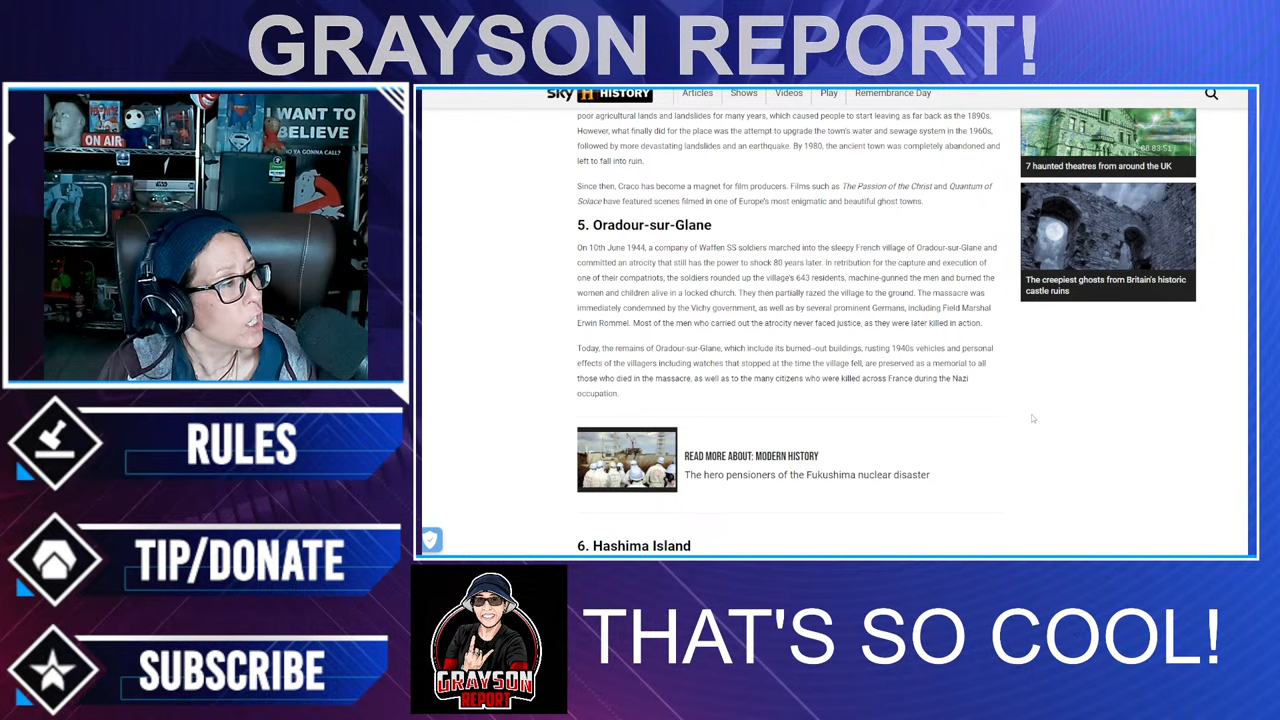 GRAYSON REPORT!
ON AIR
I WANT TO
BELIEVE
YA GONNA CALL?
RULES
TIP/DONATE
SUBSCRIBE
sky HISTORY
Articles
Shows
Videos
Play
Remembrance Day
poor agricultural lands and landslides for many years, which caused people to start leaving as far back as the 1890s.
However, what finally did for the place was the attempt to upgrade the town's water and sewage system in the 1960s,
followed by more devastating landslides and an earthquake. By 1980, the ancient town was completely abandoned and
left to fall into ruin.
Since then, Craco has become a magnet for film producers. Films such as The Passion of the Christ and Quantum of
Solace have featured scenes filmed in one of Europe's most enigmatic and beautiful ghost towns.
5. Oradour-sur-Glane
On 10th June 1944, a company of Waffen SS soldiers marched into the sleepy French village of Oradour-sur-Glane and
committed an atrocity that still has the power to shock 80 years later. In retribution for the capture and execution of
one of their compatriots, the soldiers rounded up the village's 643 residents, machine-gunned the men and burned the
women and children alive in a locked church. They then partially razed the village to the ground. The massacre was
immediately condemned by the Vichy government, as well as by several prominent Germans, including Field Marshal
Erwin Rommel. Most of the men who carried out the atrocity never faced justice, as they were later killed in action.
Today, the remains of Oradour-sur-Glane, which include its burned-out buildings, rusting 1940s vehicles and personal
effects of the villagers including watches that stopped at the time the village fell, are preserved as a memorial to all
those who died in the massacre, as well as to the many citizens who were killed across France during the Nazi
occupation.
READ MORE ABOUT: MODERN HISTORY
The hero pensioners of the Fukushima nuclear disaster
6. Hashima Island
7 haunted theatres from around the UK
The creepiest ghosts from Britain's historic
castle ruins
GRAYSON
REPORT
THAT'S SO COOL!